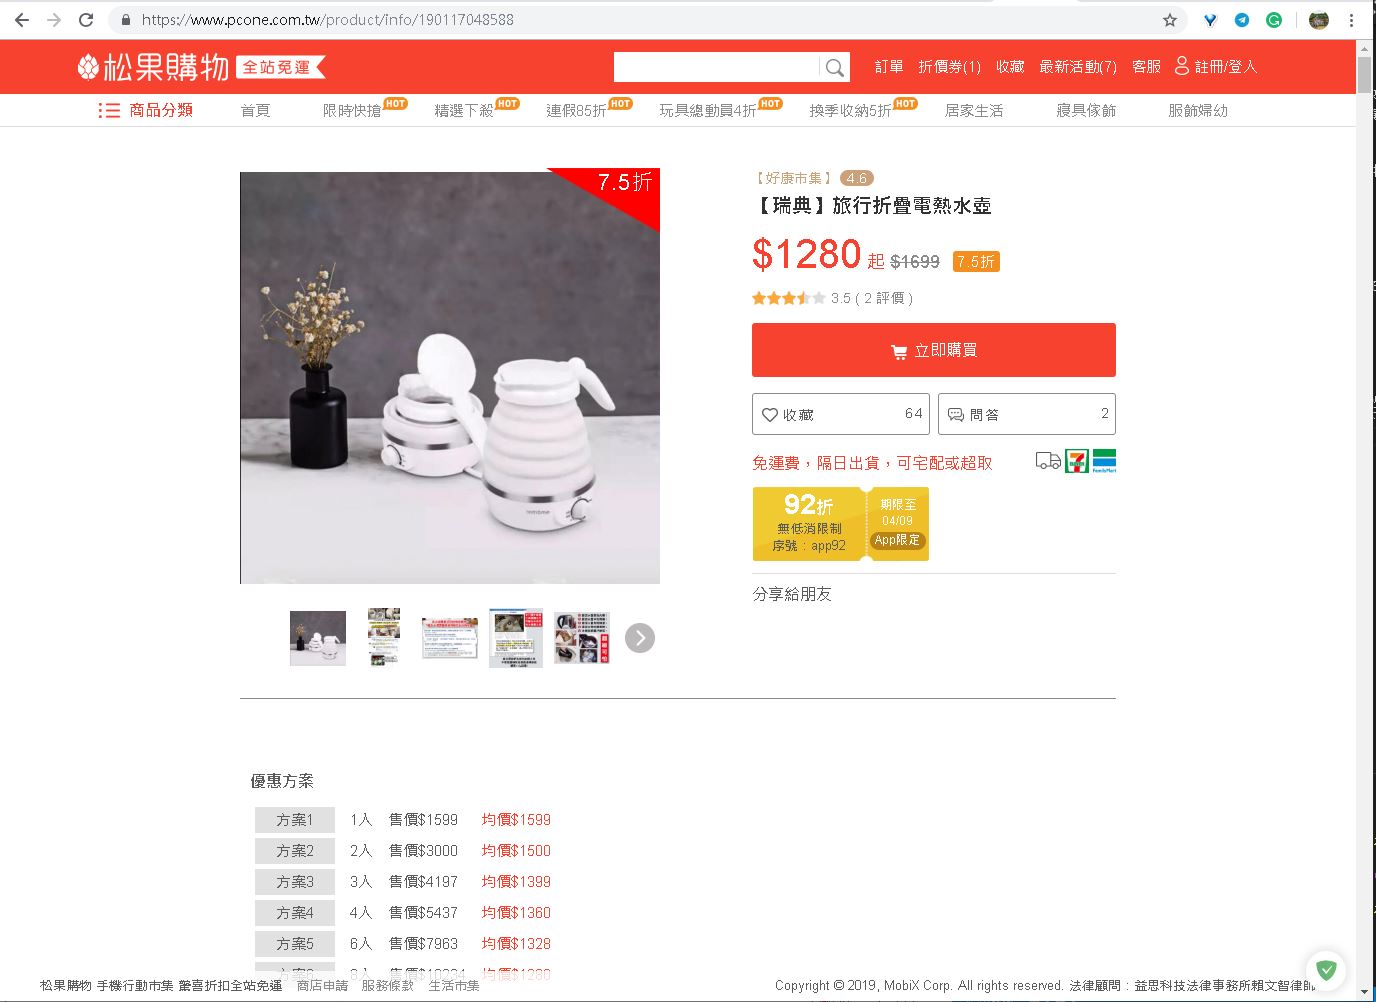 https://www.pcone.com.tw/product/info/190117048588
松果購物 全站免運
訂單 折價券(1) 收藏 最新活動(7) 客服 註冊/登入
商品分類 首頁 限時快搶 HOT 精選下殺 HOT 連假85折 HOT 玩具總動員4折 HOT 換季收納5折 HOT 居家生活 寢具傢飾 服飾婦幼
7.5折
【好康市集】 4.6
【瑞典】旅行折疊電熱水壺
$1280 起 $1699 7.5折
3.5 ( 2 評價 )
立即購買
收藏 64 問答 2
免運費，隔日出貨，可宅配或超取
92折
無低消限制
序號：app92
期限至
04/09
App限定
分享給朋友
優惠方案
方案1 1入 售價$1599 均價$1599
方案2 2入 售價$3000 均價$1500
方案3 3入 售價$4197 均價$1399
方案4 4入 售價$5437 均價$1360
方案5 6入 售價$7963 均價$1328
松果購物 手機行動市集 驚喜折扣全站免運 商店申請 服務條款 生活市集
Copyright © 2019, MobiX Corp. All rights reserved. 法律顧問：益思科技法律事務所賴文智律師